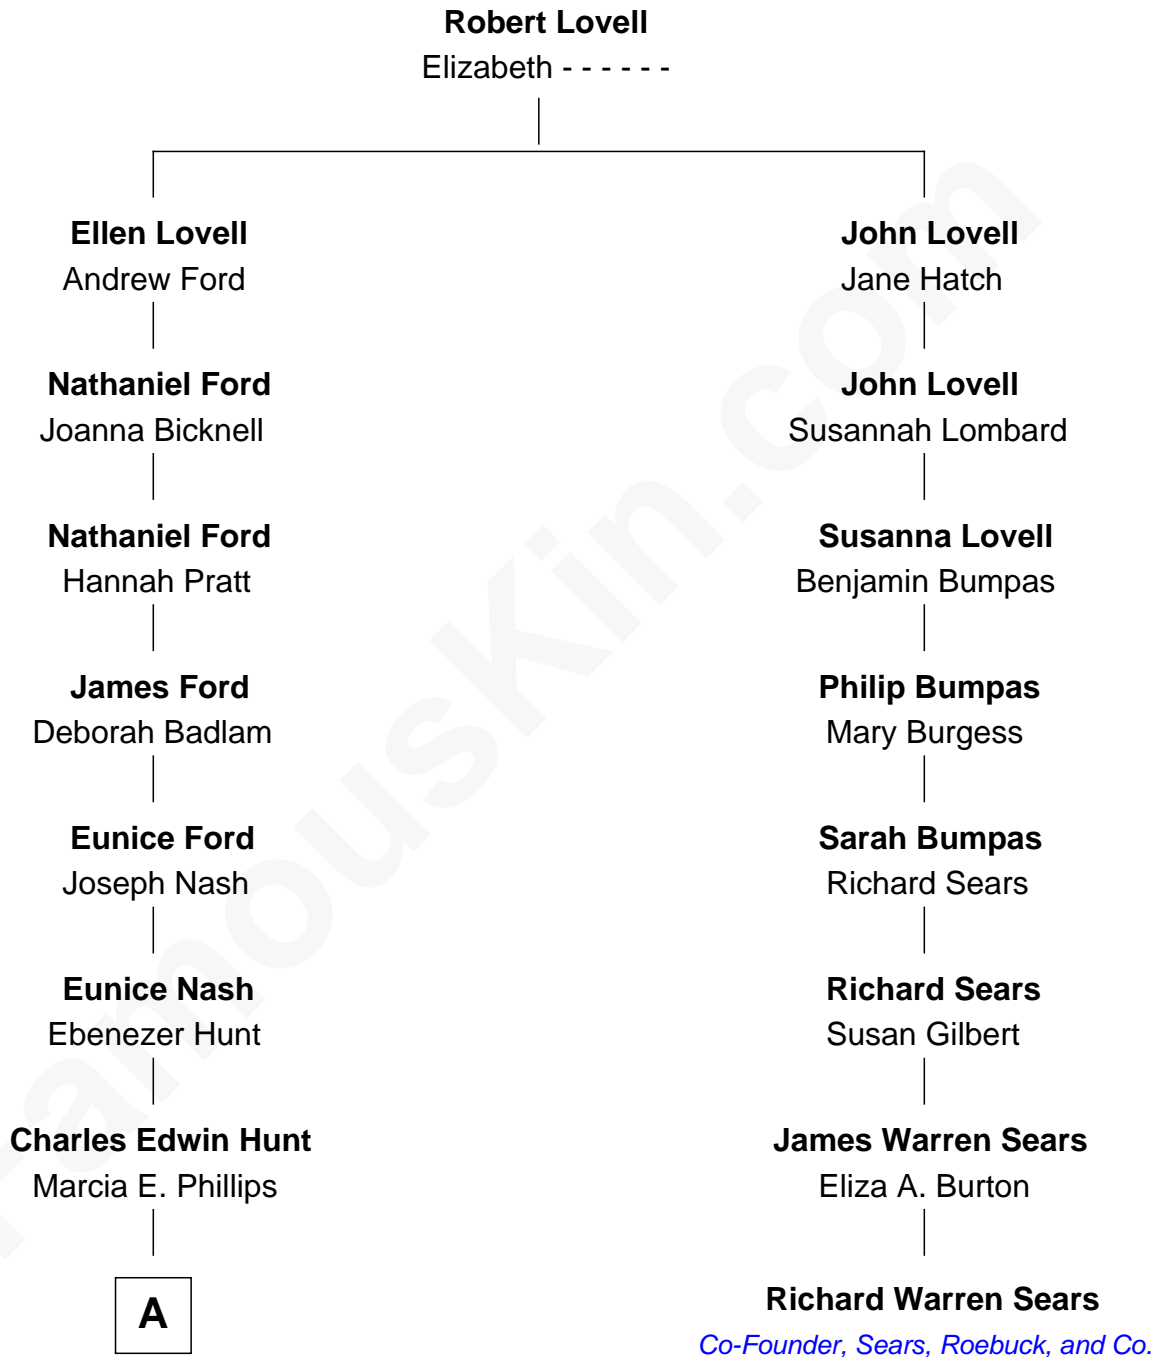 Robert Lovell
Elizabeth - - - - - -
Ellen Lovell
Andrew Ford
John Lovell
Jane Hatch
Nathaniel Ford
Joanna Bicknell
John Lovell
Susannah Lombard
Nathaniel Ford
Hannah Pratt
Susanna Lovell
Benjamin Bumpas
James Ford
Deborah Badlam
Philip Bumpas
Mary Burgess
Eunice Ford
Joseph Nash
Sarah Bumpas
Richard Sears
Eunice Nash
Ebenezer Hunt
Richard Sears
Susan Gilbert
Charles Edwin Hunt
Marcia E. Phillips
James Warren Sears
Eliza A. Burton
A
Richard Warren Sears
Co-Founder, Sears, Roebuck, and Co.
FamousKin.com